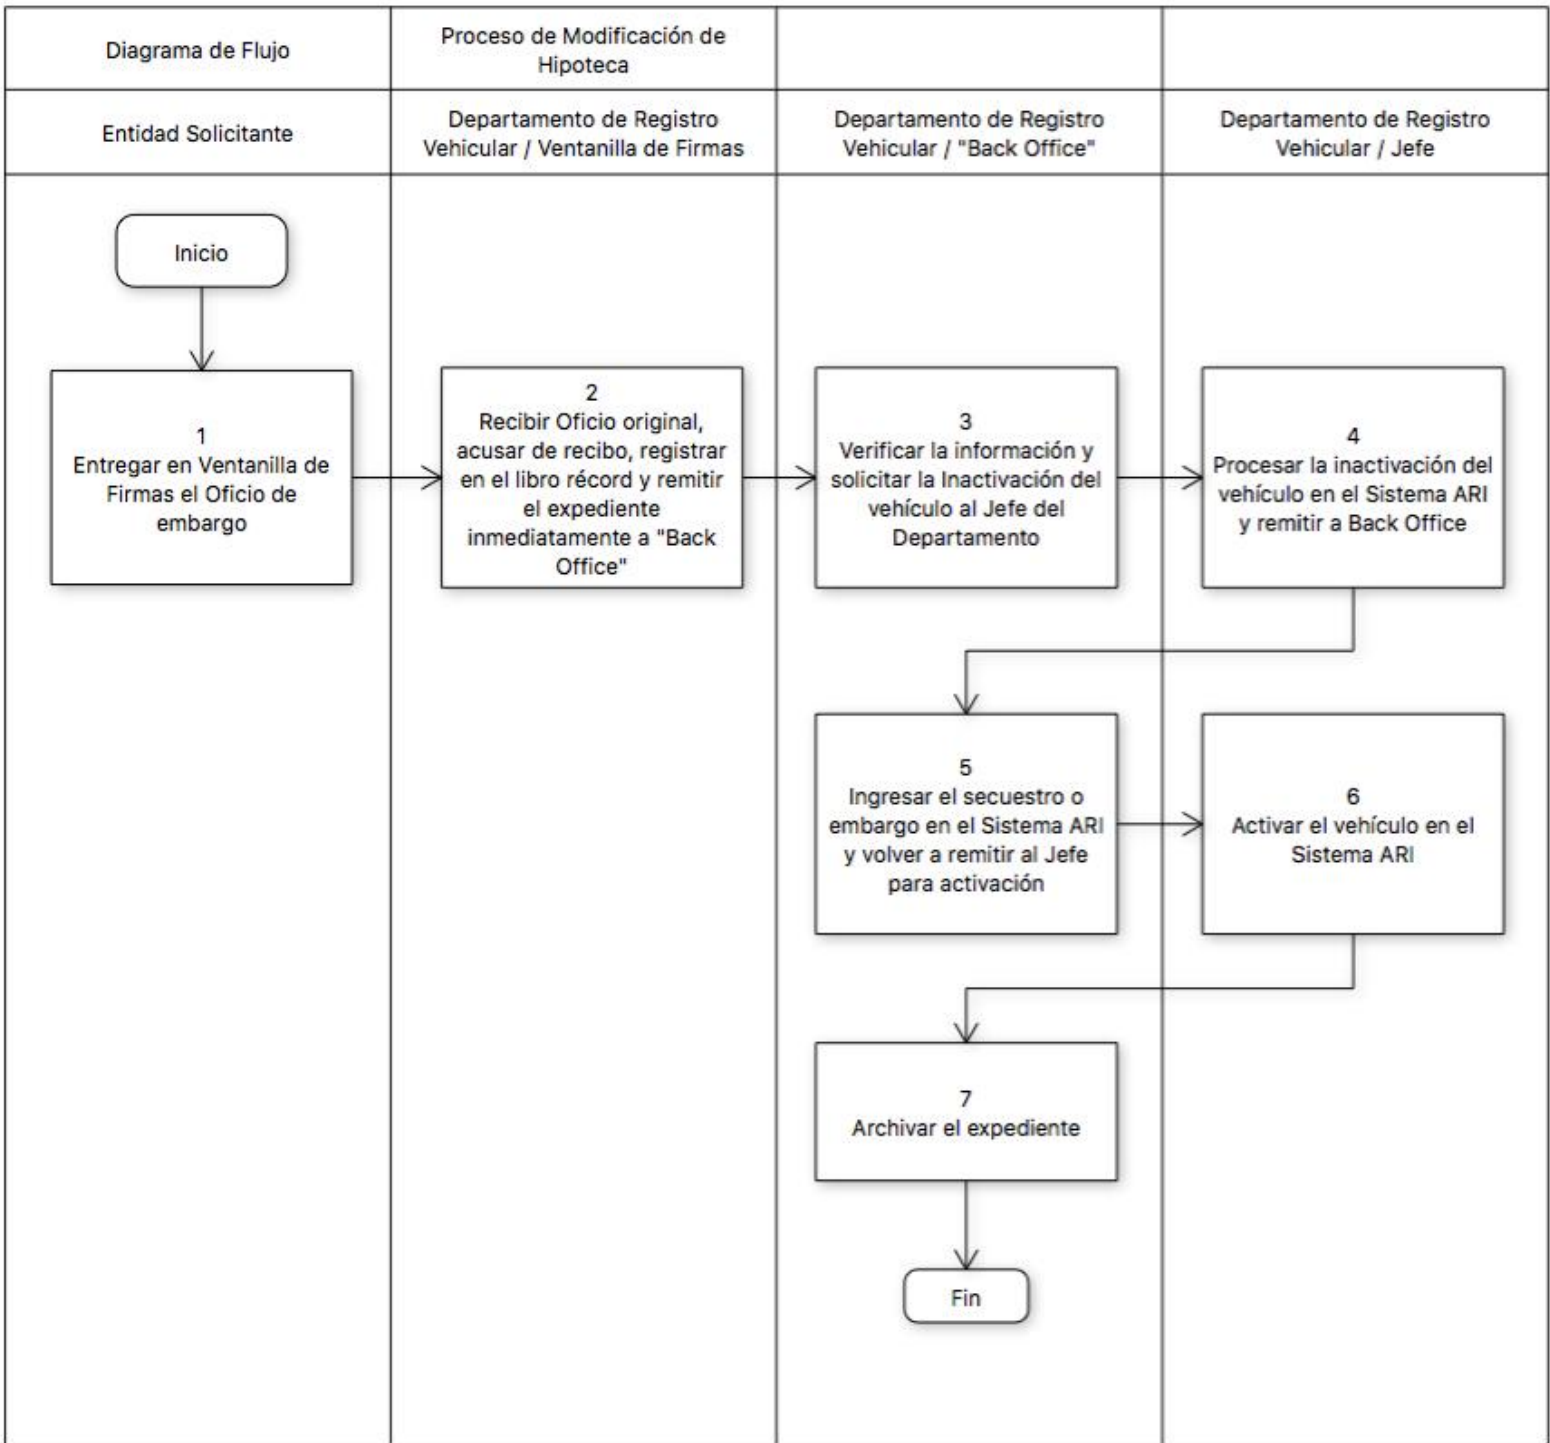 Diagrama de Flujo
Proceso de Modificación de
Hipoteca
Entidad Solicitante
Departamento de Registro
Vehicular / Ventanilla de Firmas
Departamento de Registro
Vehicular / "Back Office"
Departamento de Registro
Vehicular / Jefe
Inicio
1
Entregar en Ventanilla de
Firmas el Oficio de
embargo
2
Recibir Oficio original,
acusar de recibo, registrar
en el libro récord y remitir
el expediente
inmediatamente a "Back
Office"
3
Verificar la información y
solicitar la Inactivación del
vehículo al Jefe del
Departamento
4
Procesar la inactivación del
vehículo en el Sistema ARI
y remitir a Back Office
5
Ingresar el secuestro o
embargo en el Sistema ARI
y volver a remitir al Jefe
para activación
6
Activar el vehículo en el
Sistema ARI
7
Archivar el expediente
Fin